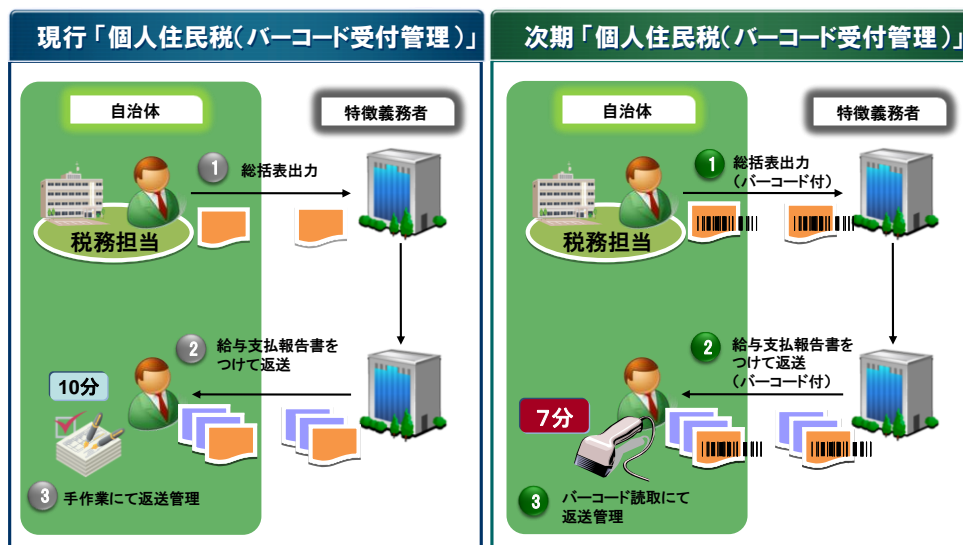 現行「個人住民税(バーコード受付管理)」
自治体
特徴義務者
1
総括表出力
税務担当
2
給与支払報告書を
つけて返送
10分
3
手作業にて返送管理
次期「個人住民税(バーコード受付管理)」
自治体
特徴義務者
1
総括表出力
(バーコード付)
税務担当
2
給与支払報告書を
つけて返送
(バーコード付)
7分
3
バーコード読取にて
返送管理